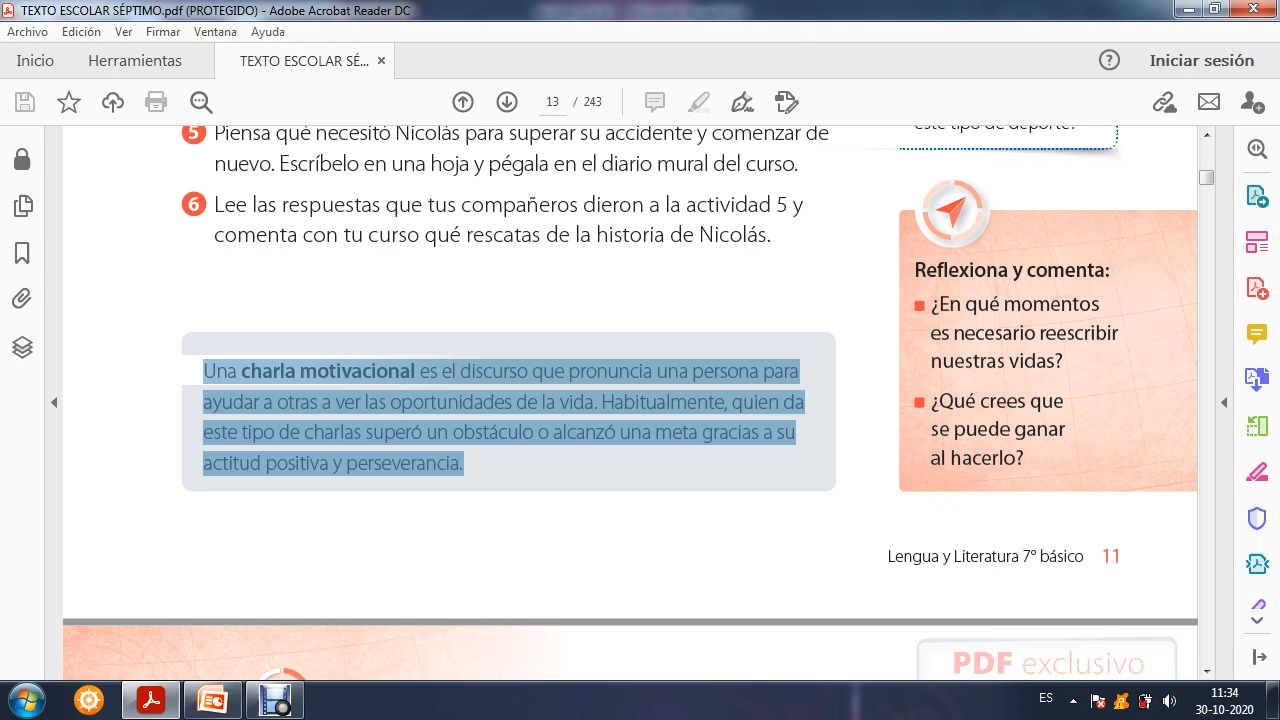 TEXTO ESCOLAR SÉPTIMO.pdf (PROTEGIDO) - Adobe Acrobat Reader DC
Archivo Edición Ver Firmar Ventana Ayuda
Inicio Herramientas TEXTO ESCOLAR SÉ... × ? Iniciar sesión
13 / 243
5 Piensa qué necesitó Nicolás para superar su accidente y comenzar de
nuevo. Escríbelo en una hoja y pégala en el diario mural del curso.
6 Lee las respuestas que tus compañeros dieron a la actividad 5 y
comenta con tu curso qué rescatas de la historia de Nicolás.
Una charla motivacional es el discurso que pronuncia una persona para
ayudar a otras a ver las oportunidades de la vida. Habitualmente, quien da
este tipo de charlas superó un obstáculo o alcanzó una meta gracias a su
actitud positiva y perseverancia.
este tipo de deporte?
Reflexiona y comenta:
¿En qué momentos
es necesario reescribir
nuestras vidas?
¿Qué crees que
se puede ganar
al hacerlo?
Lengua y Literatura 7° básico 11
PDF exclusivo
ES
11:34
30-10-2020